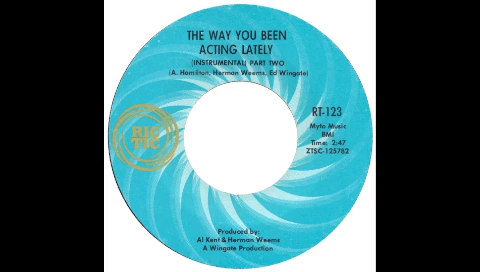 THE WAY YOU BEEN
ACTING LATELY
(INSTRUMENTAL) PART TWO
(A. Hamilton, Herman Weems, Ed Wingate)
RT-123
Myto Music
BMI
Time: 2:47
ZTSC-125782
BIG
TIC
Produced by:
Al Kent & Herman Weems
A Wingate Production